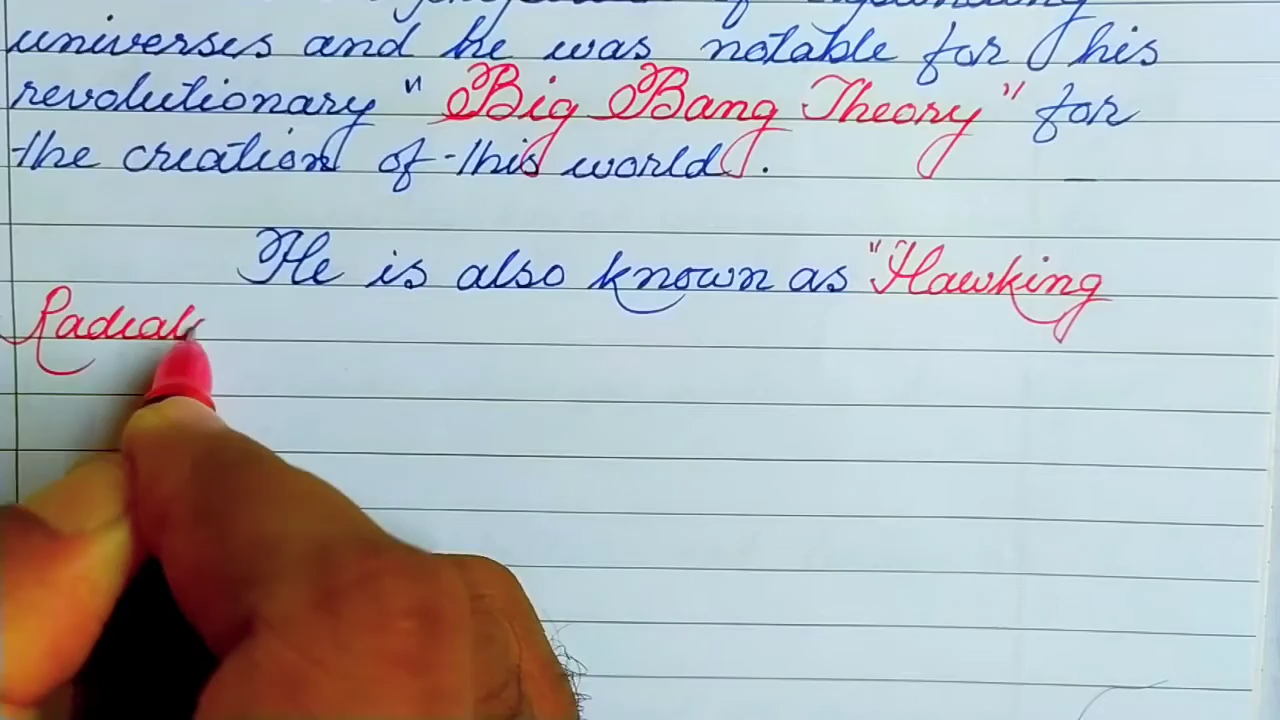 universes and he was notable for his
revolutionary "Big Bang Theory" for
the creation of this world.
He is also known as "Hawking
Radiat